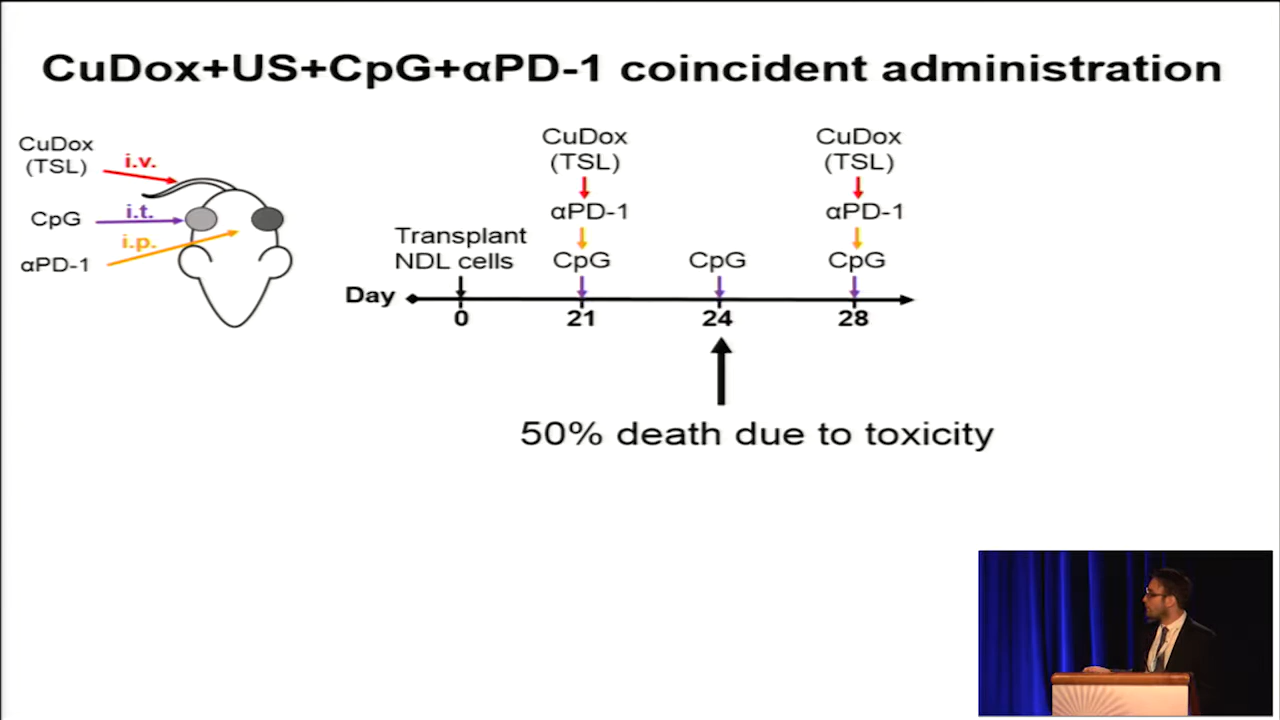 CuDox+US+CpG+αPD-1 coincident administration
CuDox
(TSL)
i.v.
CpG
i.t.
αPD-1
i.p.
CuDox
(TSL)
αPD-1
CpG
CpG
CuDox
(TSL)
αPD-1
CpG
Transplant
NDL cells
Day
0
21
24
28
50% death due to toxicity